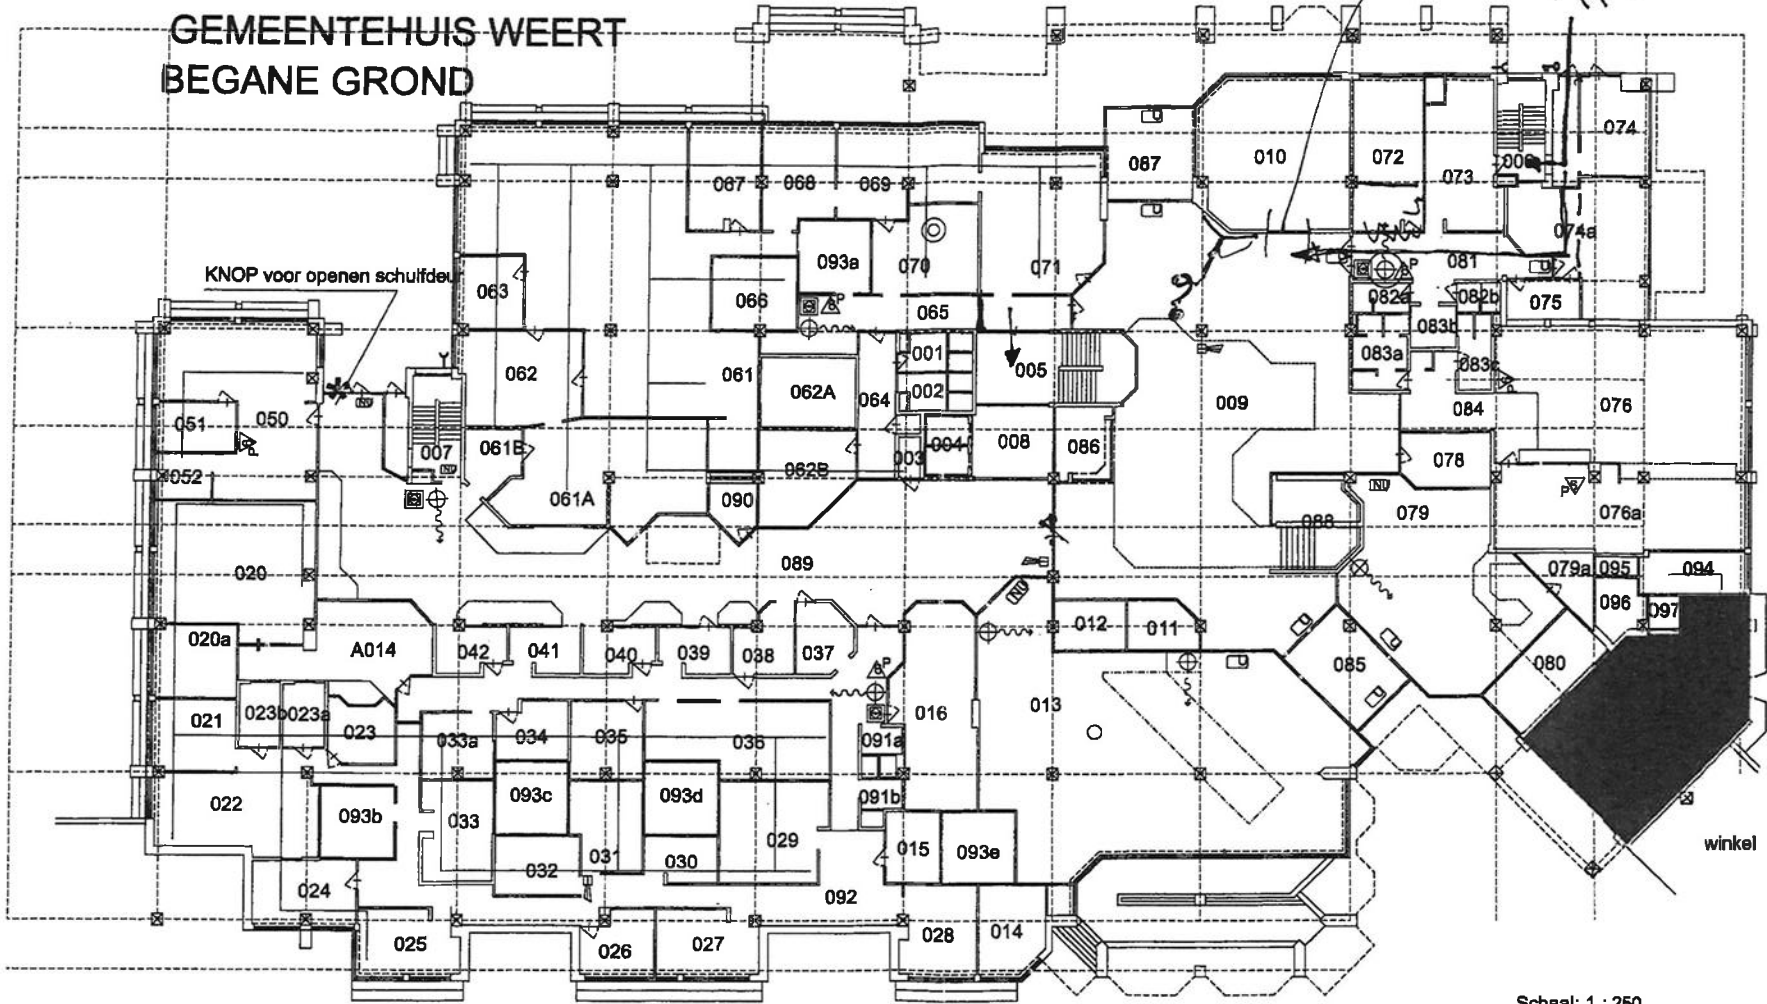 GEMEENTEHUIS WEERT
BEGANE GROND
KNOP voor openen schuifdeur
074
087 010 072
067 068 069 006 073
074a
093a 070 071 081
063 066 065 082a 082b 075
083b
001 005 083a 083c
062 061 062A 064 002 009 084 076
051 050 007 061B 004 008 086
003 078
052 062B
061A 090 088 079 076a
020 089 079a 095 094
096 097
020a A014 042 041 040 039 038 037 012 011 085 080
021 023b 023a 023 033a 034 035 036 091a 016 013
022 093b 033 093c 093d 091b
031 029 015 093e winkel
024 032 030
092
025 026 027 028 014
Schaal: 1 : 250